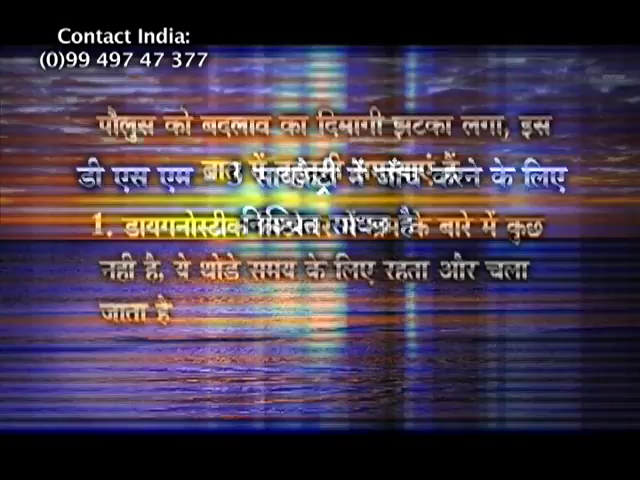 Contact India:
(0)99 497 47 377
पौलुस को बदलाव का दिमागी झटका लगा, इस
डी एस एम में जाँच करने के लिए
1. डायगनोस्टीक निश्चित के बारे में कुछ
नही है, ये थोडे समय के लिए रहता और चला
जाता है